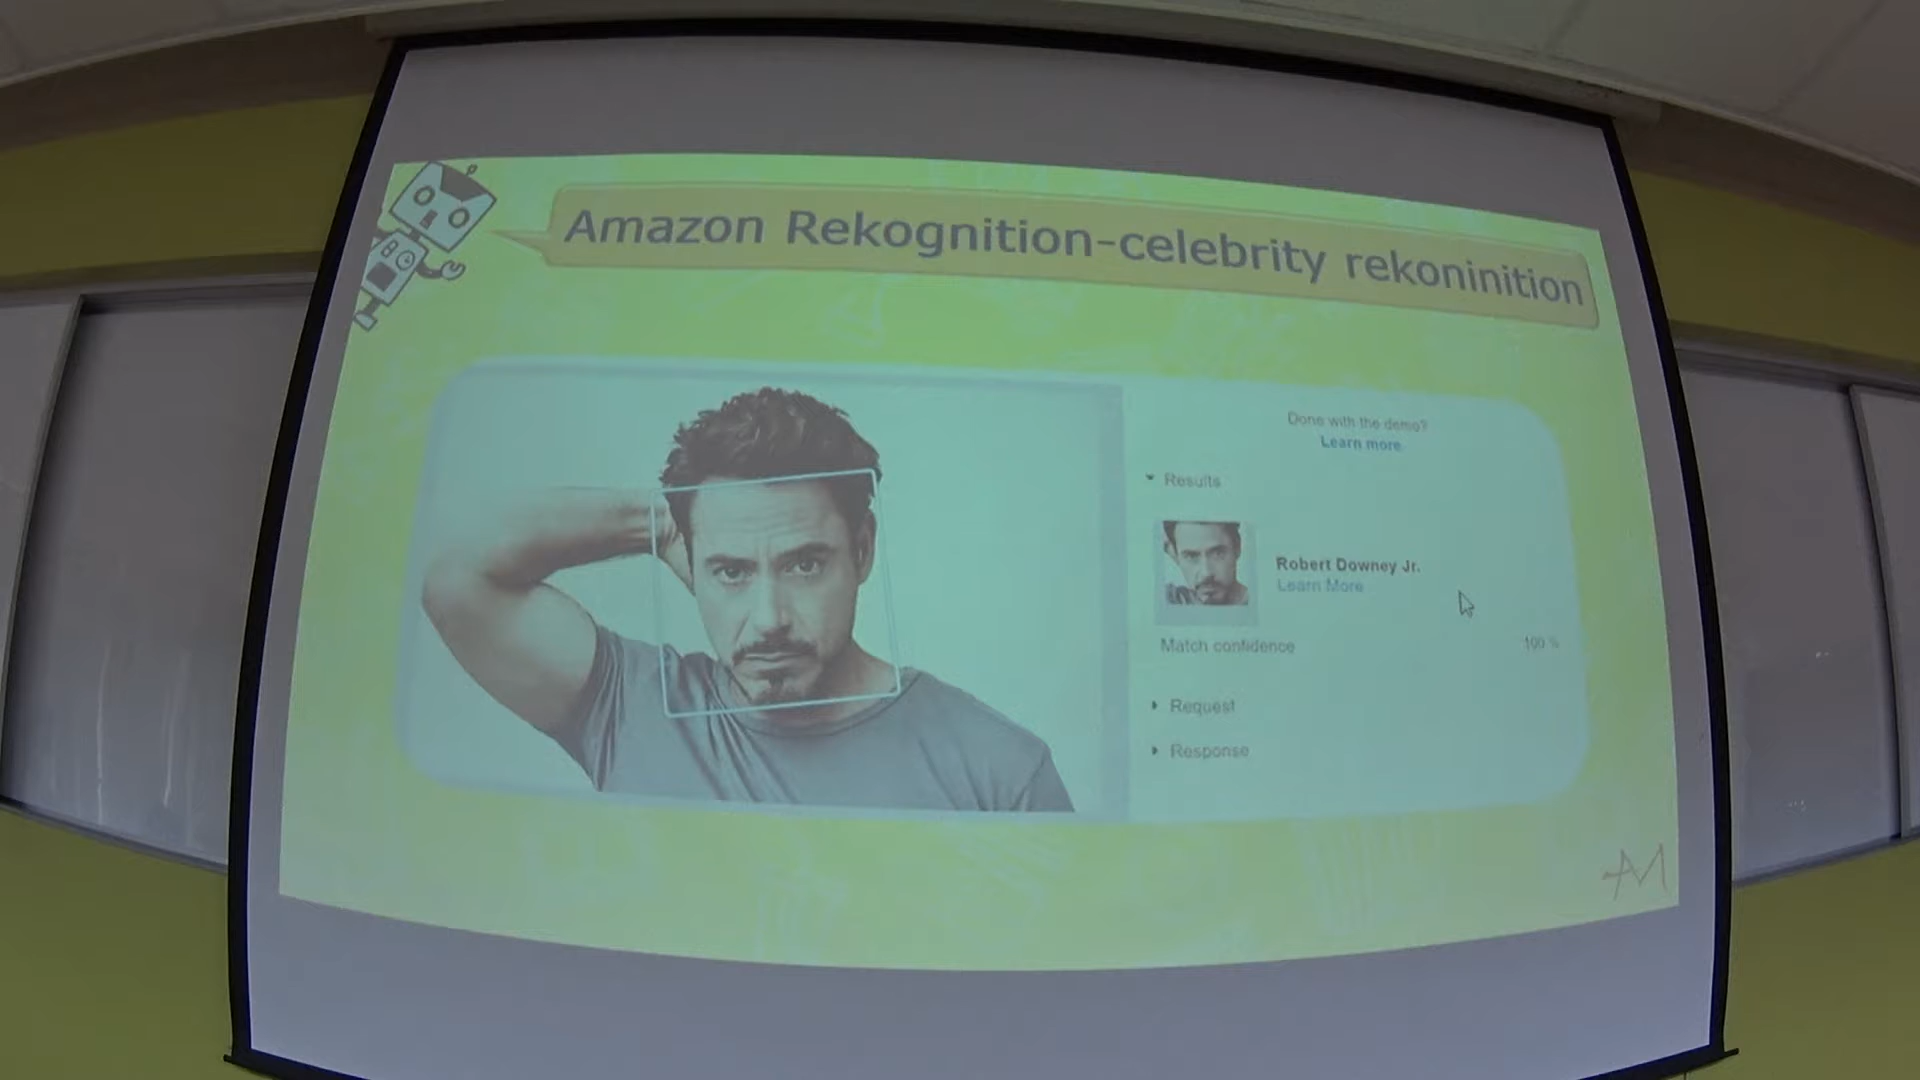 Amazon Rekognition-celebrity rekoninition
Done with the demo?
Learn more
Results
Robert Downey Jr.
Learn More
Match confidence
100 %
Request
Response
AM